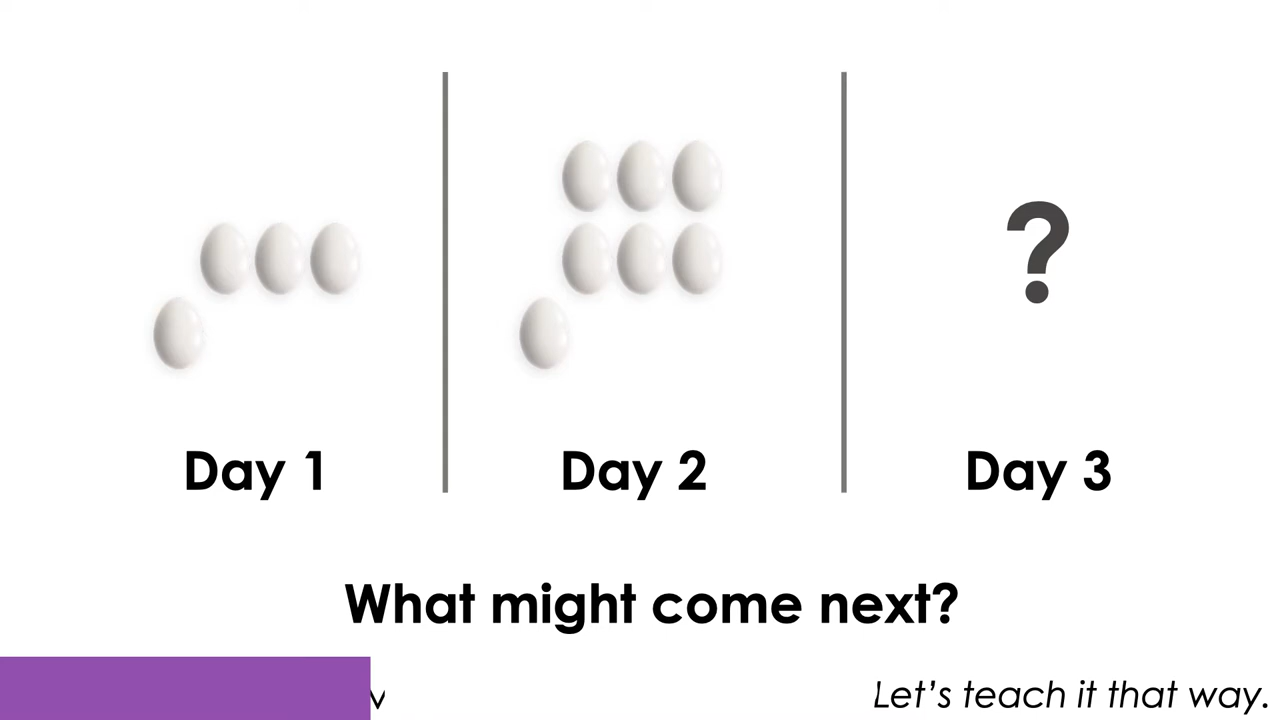 ?
Day 1
Day 2
Day 3
What might come next?
Let's teach it that way.